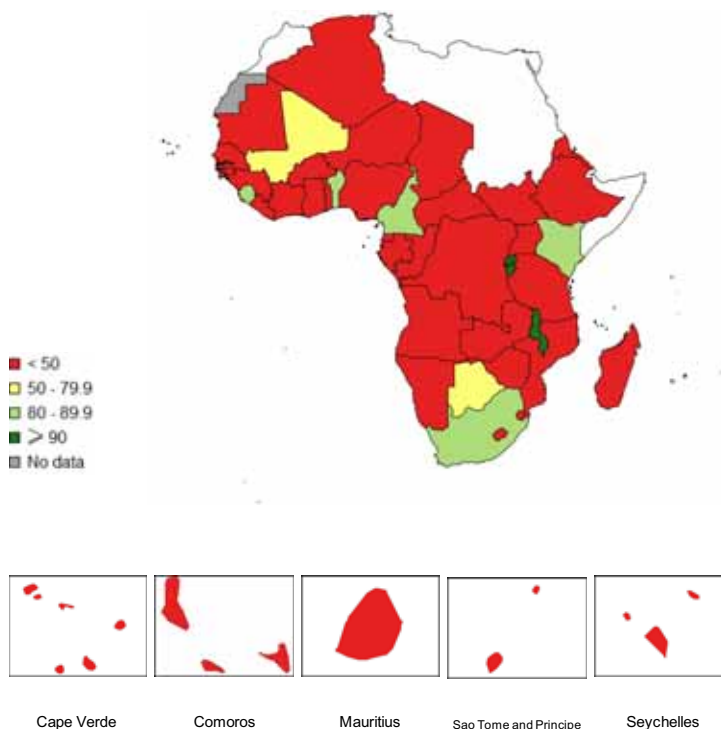 < 50
50 - 79.9
80 - 89.9
⩾ 90
No data
Cape Verde
Comoros
Mauritius
Sao Tome and Principe
Seychelles